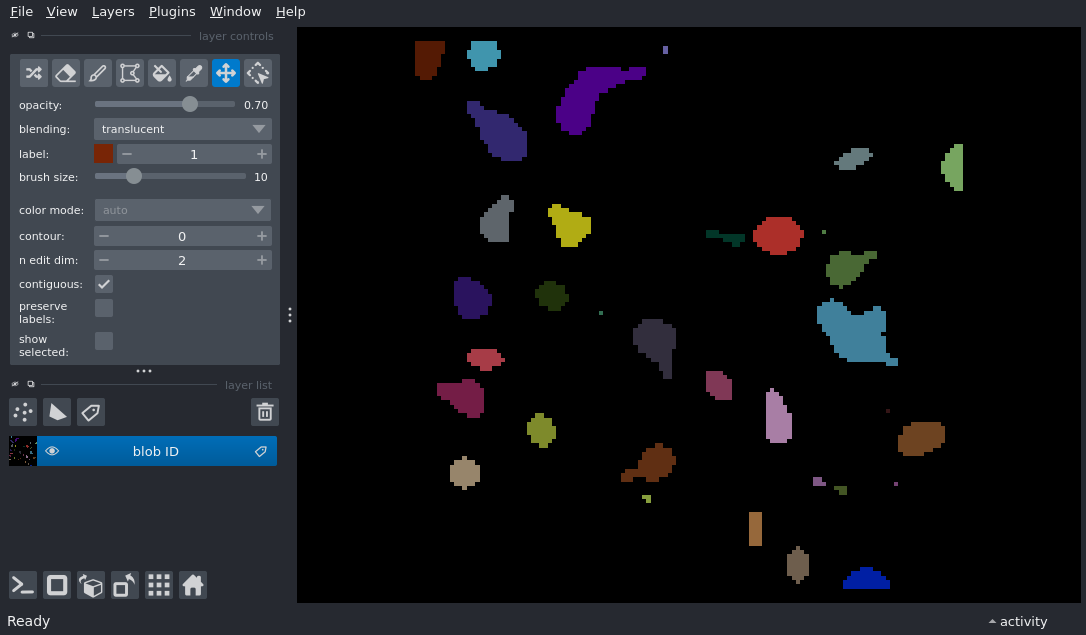 File View Layers Plugins Window Help
layer controls
opacity: 0.70
blending: translucent
label: 1
brush size: 10
color mode: auto
contour: 0
n edit dim: 2
contiguous:
preserve
labels:
show
selected:
layer list
blob ID
Ready
activity